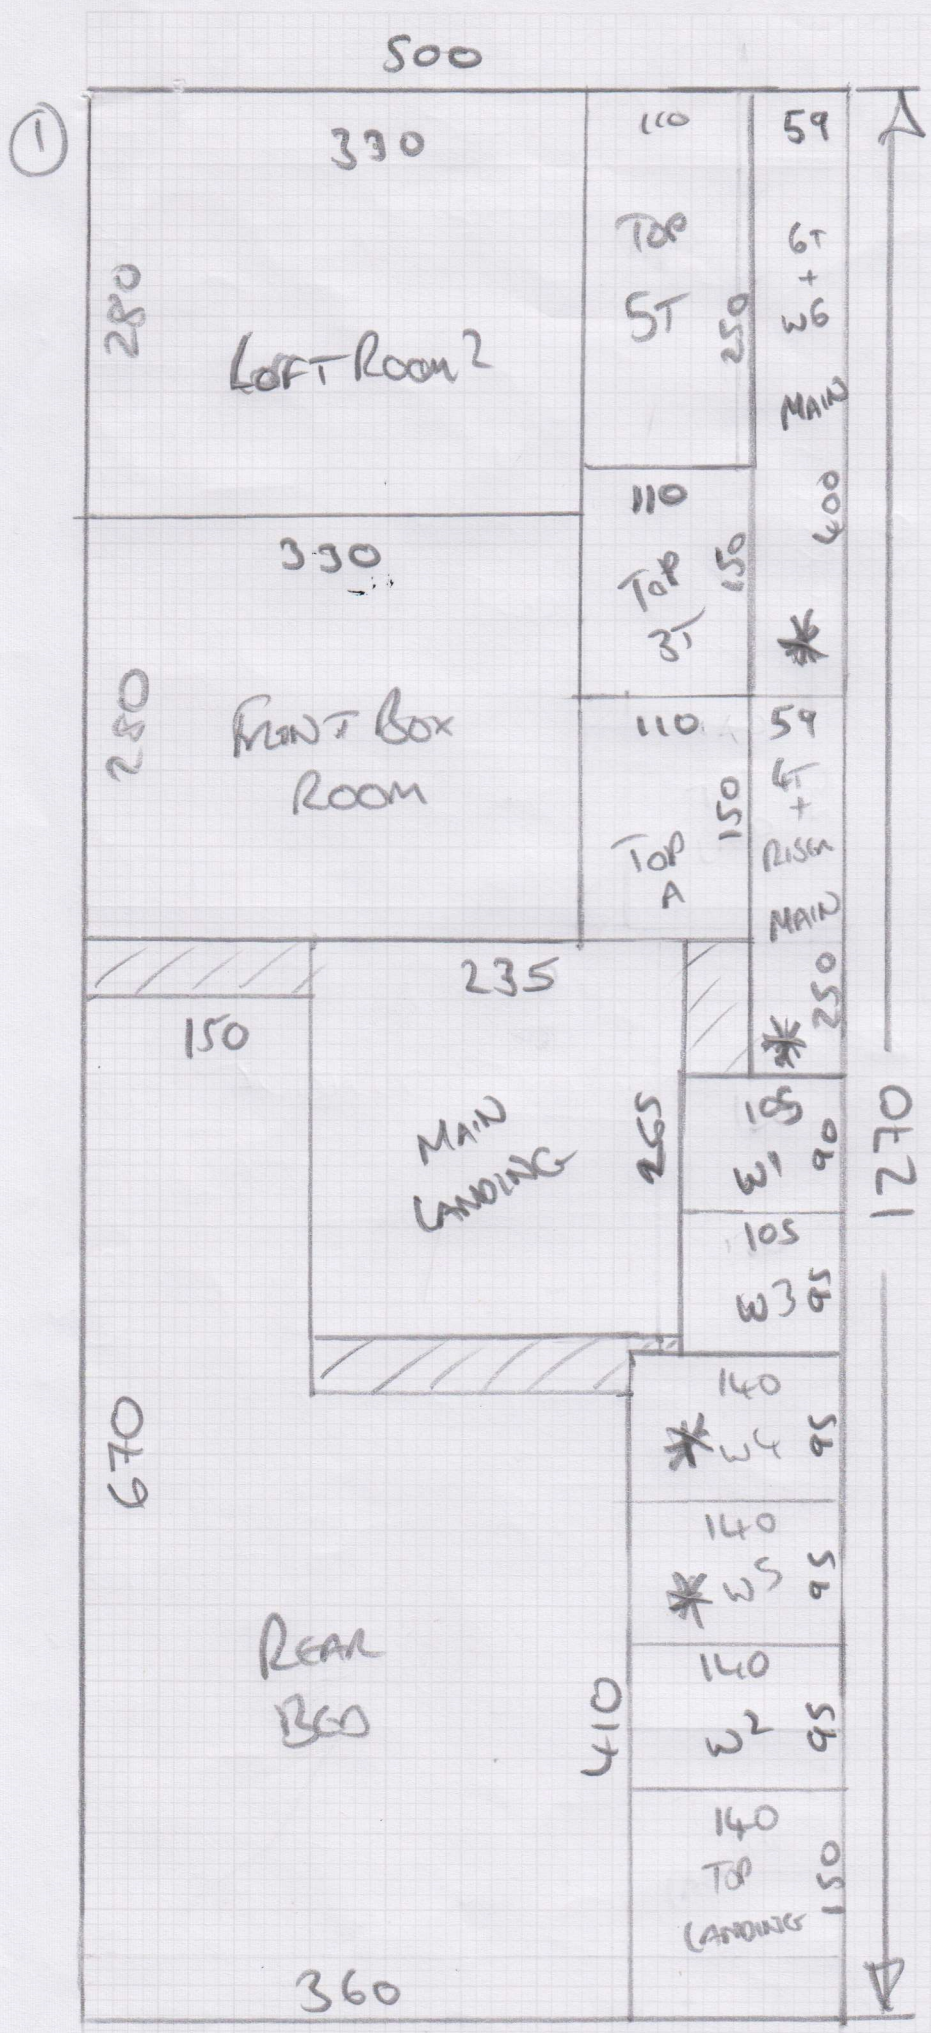 500
1
330
110
59
280
LOFT ROOM 2
TOP
5T
250
6T
+
W6
MAIN
400
*
330
280
FRONT BOX
ROOM
110
TOP
3T
150
110
TOP
A
150
59
4T
+
RISER
MAIN
250
*
1270
150
235
MAIN
LANDING
265
105
W1
90
105
W3
95
140
* W4
95
140
* W5
95
140
W2
95
140
TOP
LANDING
150
670
REAR
BED
410
360